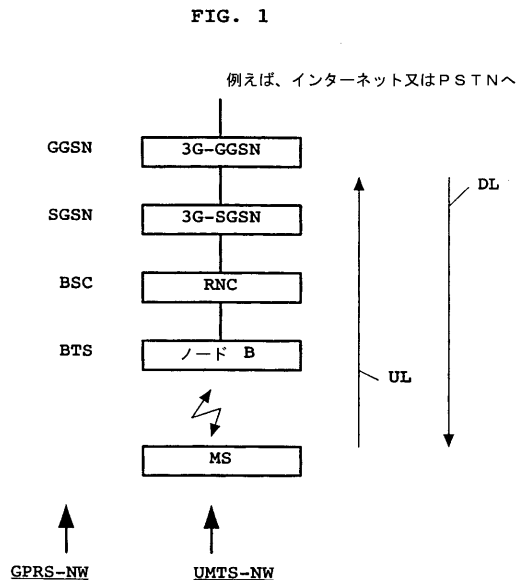 FIG. 1
例えば、インターネット又はPSTNへ
GGSN 3G-GGSN
DL
SGSN 3G-SGSN
BSC RNC
BTS ノード B
UL
MS
GPRS-NW UMTS-NW